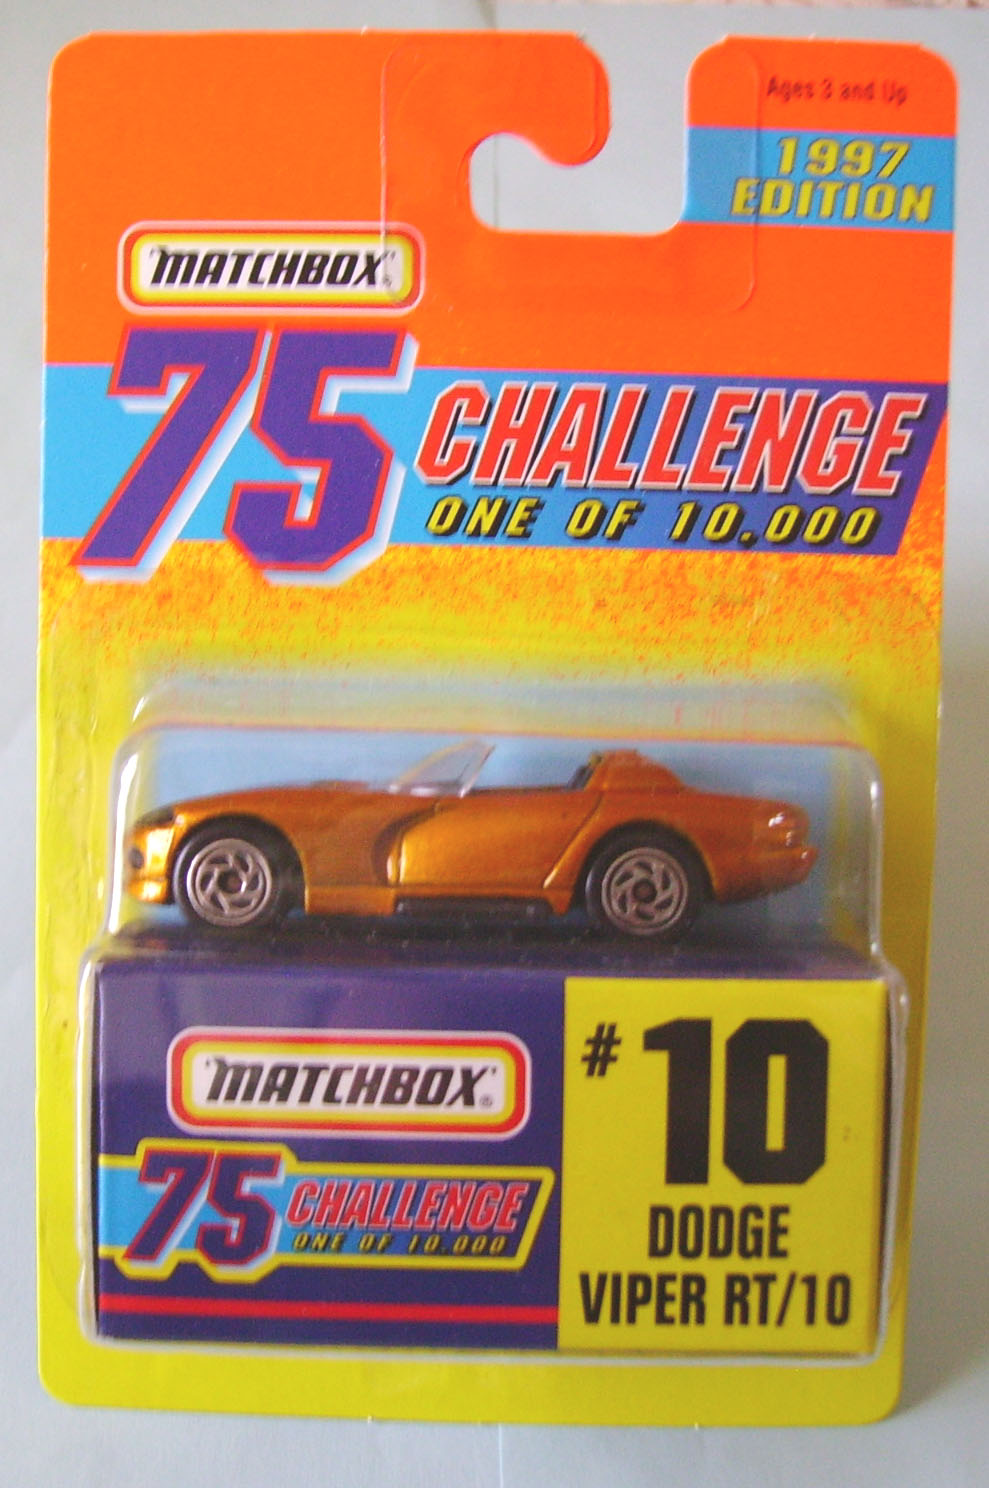 Ages 3 and Up
1997
EDITION
MATCHBOX®
75 CHALLENGE
ONE OF 10,000
MATCHBOX®
75 CHALLENGE
ONE OF 10,000
#10
DODGE
VIPER RT/10